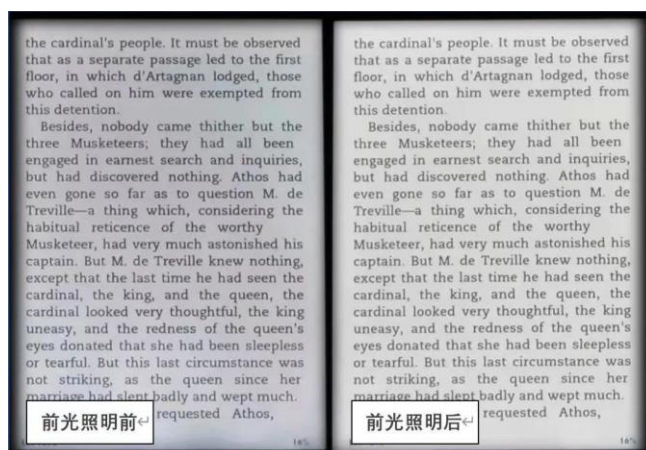 the cardinal's people. It must be observed
that as a separate passage led to the first
floor, in which d'Artagnan lodged, those
who called on him were exempted from
this detention.
Besides, nobody came thither but the
three Musketeers; they had all been
engaged in earnest search and inquiries,
but had discovered nothing. Athos had
even gone so far as to question M. de
Treville—a thing which, considering the
habitual reticence of the worthy
Musketeer, had very much astonished his
captain. But M. de Treville knew nothing,
except that the last time he had seen the
cardinal, the king, and the queen, the
cardinal looked very thoughtful, the king
uneasy, and the redness of the queen's
eyes donated that she had been sleepless
or tearful. But this last circumstance was
not striking, as the queen since her
marriage had slept badly and wept much.
requested Athos,
前光照明前
16%
the cardinal's people. It must be observed
that as a separate passage led to the first
floor, in which d'Artagnan lodged, those
who called on him were exempted from
this detention.
Besides, nobody came thither but the
three Musketeers; they had all been
engaged in earnest search and inquiries,
but had discovered nothing. Athos had
even gone so far as to question M. de
Treville—a thing which, considering the
habitual reticence of the worthy
Musketeer, had very much astonished his
captain. But M. de Treville knew nothing,
except that the last time he had seen the
cardinal, the king, and the queen, the
cardinal looked very thoughtful, the king
uneasy, and the redness of the queen's
eyes donated that she had been sleepless
or tearful. But this last circumstance was
not striking, as the queen since her
marriage had slept badly and wept much.
requested Athos,
前光照明后
16%